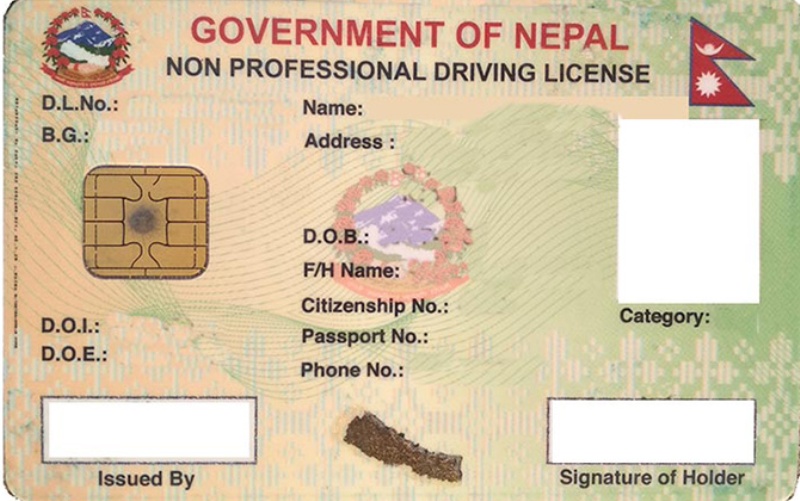 GOVERNMENT OF NEPAL
NON PROFESSIONAL DRIVING LICENSE
D.L.No.:
B.G.:
Name:
Address :
D.O.B.:
F/H Name:
Citizenship No.:
Passport No.:
Phone No.:
D.O.I.:
D.O.E.:
Category:
Issued By
Signature of Holder